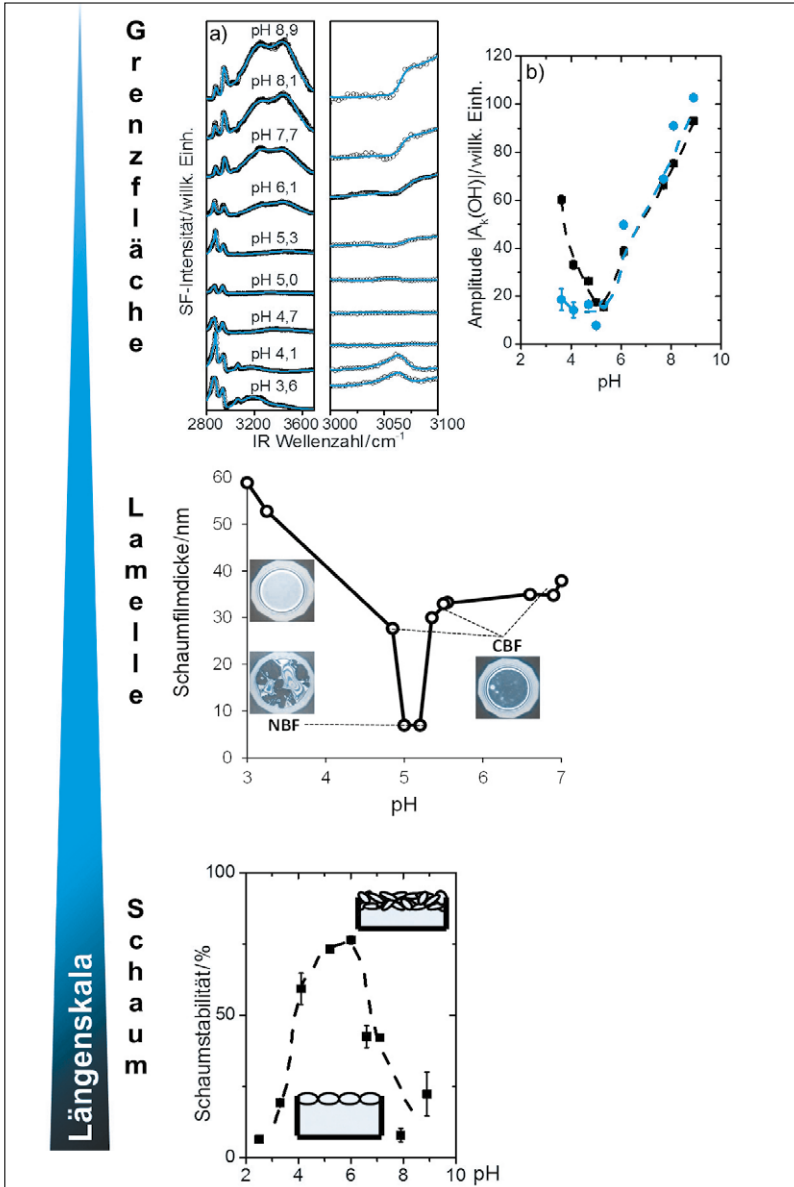 Grenzfläche
a)
pH 8,9
pH 8,1
pH 7,7
pH 6,1
pH 5,3
pH 5,0
pH 4,7
pH 4,1
pH 3,6
SF-Intensität/willk. Einh.
2800 3200 3600 3000 3050 3100
IR Wellenzahl/cm⁻¹
b)
Amplitude |Aₖ(OH)|/willk. Einh.
120
100
80
60
40
20
0
2 4 6 8 10
pH
Lamelle
Schaumfilmdicke/nm
60
50
40
30
20
10
0
CBF
NBF
3 4 5 6 7
pH
Schaum
Schaumstabilität/%
100
50
0
2 4 6 8 10
pH
Längenskala